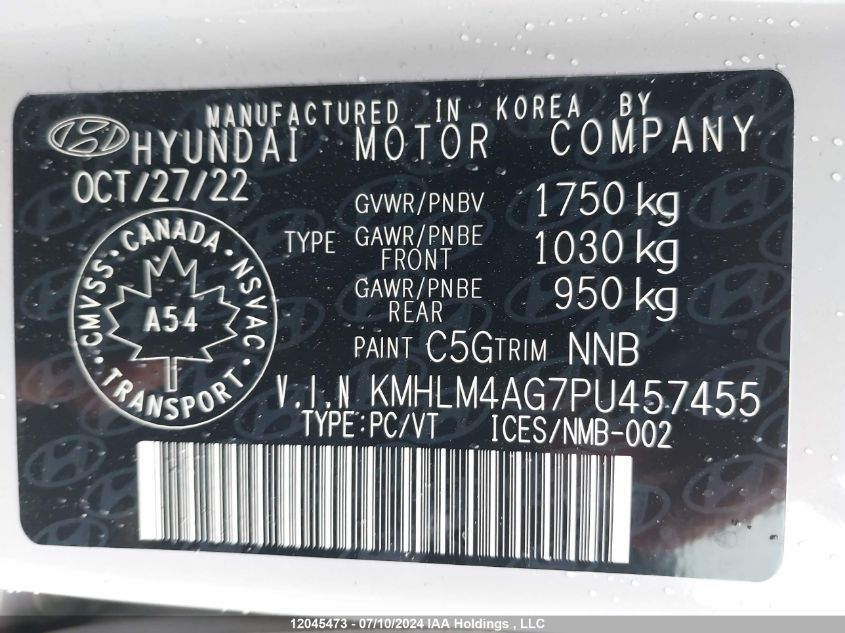 MANUFACTURED IN KOREA BY
HYUNDAI MOTOR COMPANY
OCT/27/22
GVWR/PNBV 1750 kg
TYPE GAWR/PNBE FRONT 1030 kg
GAWR/PNBE REAR 950 kg
CMVSS · CANADA · NSVAC
A54
TRANSPORT
PAINT C5G TRIM NNB
V.I.N KMHLM4AG7PU457455
TYPE:PC/VT ICES/NMB-002
12045473 - 07/10/2024 IAA Holdings , LLC